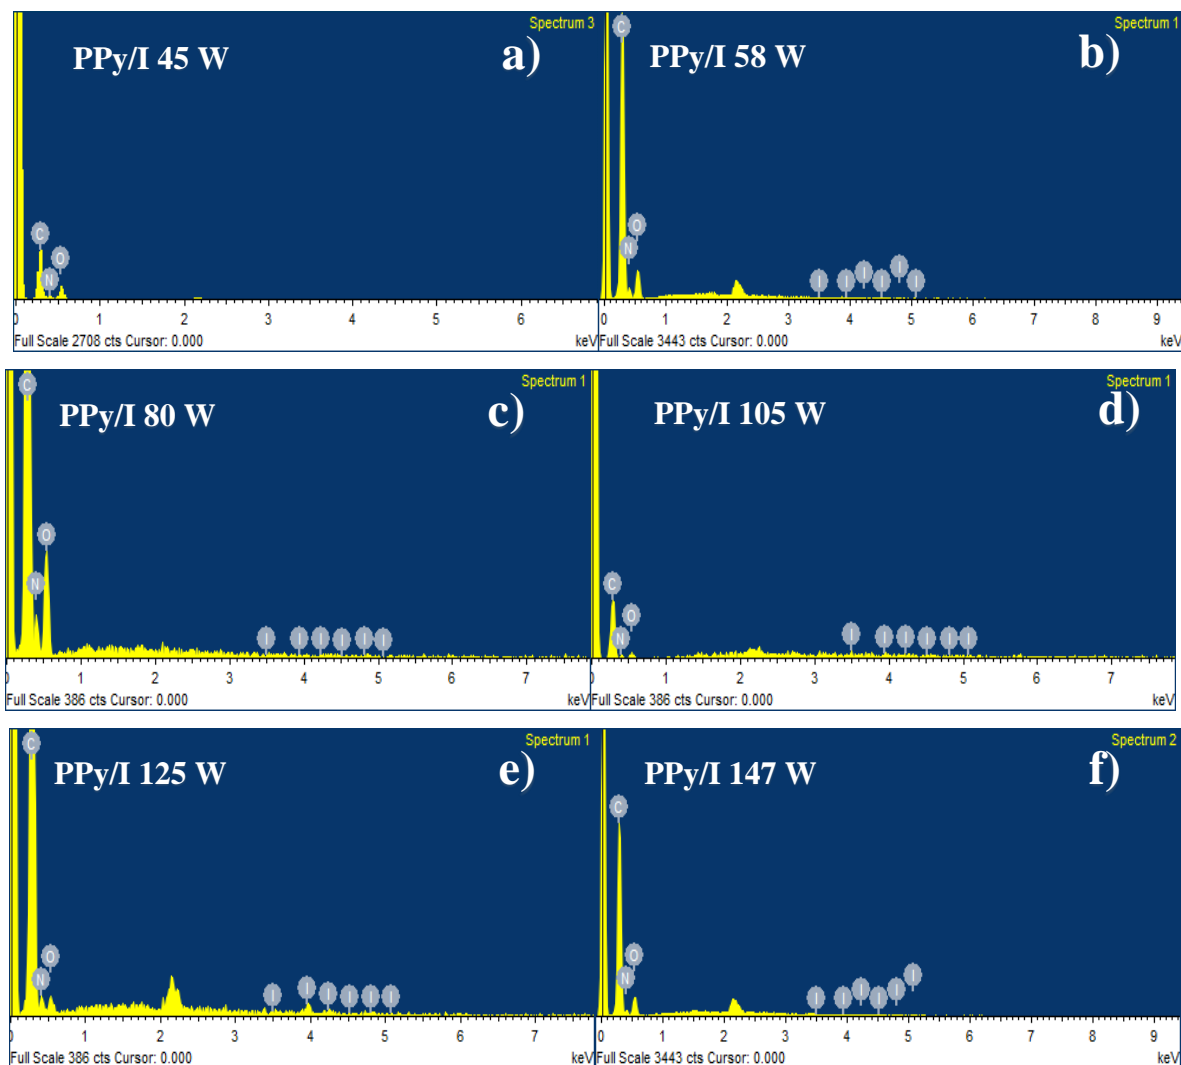 Spectrum 3
PPy/I 45 W
a)
C
O
N
0 1 2 3 4 5 6
Full Scale 2708 cts Cursor: 0.000 keV
Spectrum 1
PPy/I 58 W
b)
C
O
N
I I I I I I
0 1 2 3 4 5 6 7 8 9
Full Scale 3443 cts Cursor: 0.000 keV
Spectrum 1
PPy/I 80 W
c)
C
O
N
I I I I I I
0 1 2 3 4 5 6 7
Full Scale 386 cts Cursor: 0.000 keV
Spectrum 1
PPy/I 105 W
d)
C
O
N
I I I I I I
0 1 2 3 4 5 6 7
Full Scale 386 cts Cursor: 0.000 keV
Spectrum 1
PPy/I 125 W
e)
C
O
N
I I I I I I
0 1 2 3 4 5 6 7
Full Scale 386 cts Cursor: 0.000 keV
Spectrum 2
PPy/I 147 W
f)
C
O
N
I I I I I I
0 1 2 3 4 5 6 7 8 9
Full Scale 3443 cts Cursor: 0.000 keV